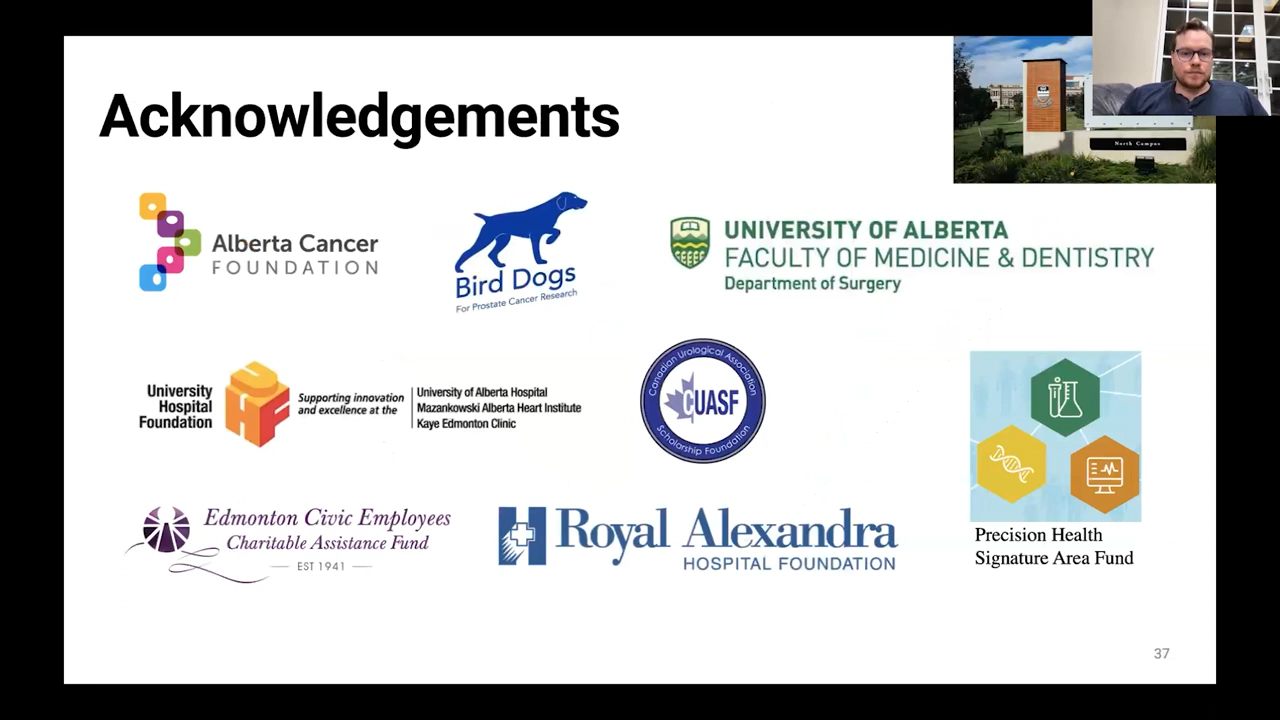 Acknowledgements
North Campus
Alberta Cancer
FOUNDATION
Bird Dogs
For Prostate Cancer Research
UNIVERSITY OF ALBERTA
FACULTY OF MEDICINE & DENTISTRY
Department of Surgery
University
Hospital
Foundation
UHF
Supporting innovation
and excellence at the
University of Alberta Hospital
Mazankowski Alberta Heart Institute
Kaye Edmonton Clinic
Canadian Urological Association
CUASF
Scholarship Foundation
Edmonton Civic Employees
Charitable Assistance Fund
EST 1941
Royal Alexandra
HOSPITAL FOUNDATION
Precision Health
Signature Area Fund
37